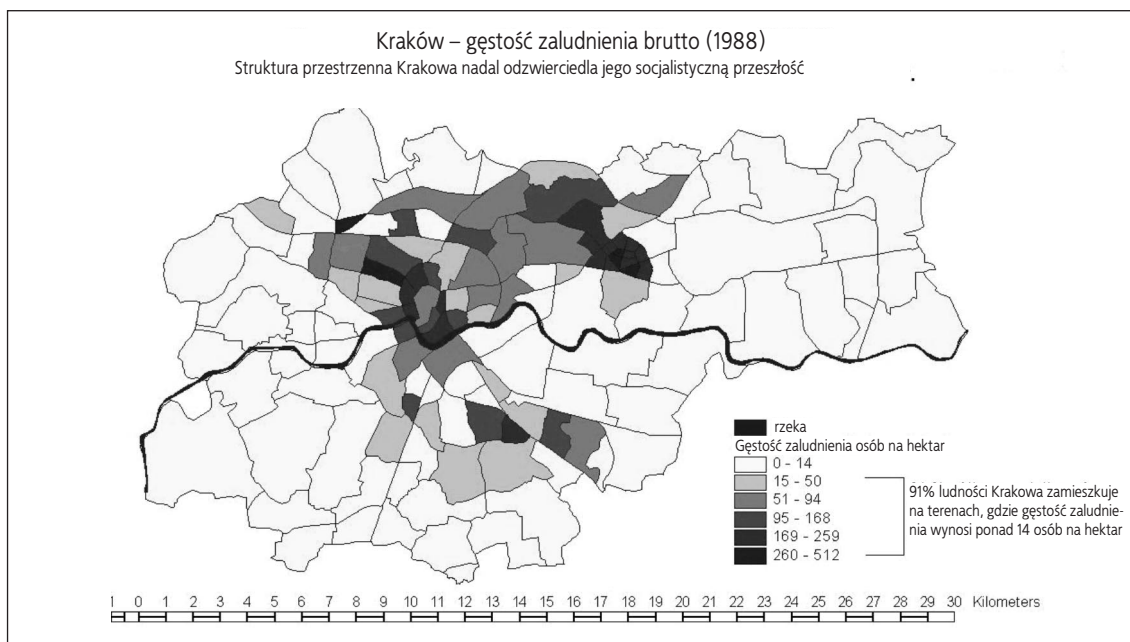 Kraków – gęstość zaludnienia brutto (1988)
Struktura przestrzenna Krakowa nadal odzwierciedla jego socjalistyczną przeszłość
rzeka
Gęstość zaludnienia osób na hektar
0 - 14
15 - 50
51 - 94
95 - 168
169 - 259
260 - 512
91% ludności Krakowa zamieszkuje
na terenach, gdzie gęstość zaludnie-
nia wynosi ponad 14 osób na hektar
1 0 1 2 3 4 5 6 7 8 9 10 11 12 13 14 15 16 17 18 19 20 21 22 23 24 25 26 27 28 29 30 Kilometers